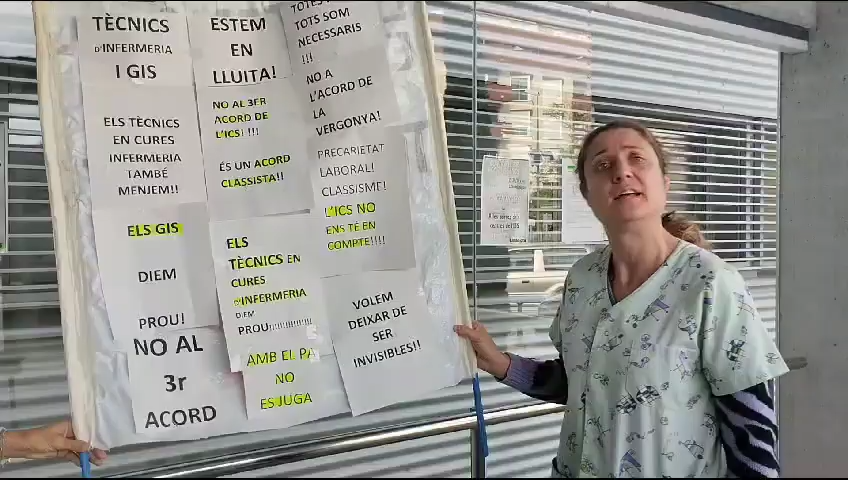 TÈCNICS
D'INFERMERIA
I GIS
ELS TÈCNICS
EN CURES
INFERMERIA
TAMBÉ
MENJEM!!
ELS GIS
DIEM
PROU!
NO AL
3r
ACORD
ESTEM
EN
LLUITA!
NO AL 3ER
ACORD DE
L'ICS! !!!
ÉS UN ACORD
CLASSISTA!!
ELS
TÈCNICS EN
CURES
D'INFERMERIA
DIEM
PROU!!!!!!!!!!!!!
AMB EL PA
NO
ES JUGA
TOTS SOM
NECESSARIS
!!!
NO A
L'ACORD DE
LA
VERGONYA!
PRECARIETAT
LABORAL!
CLASSISME!
L'ICS NO
ENS TÉ EN
COMPTE!!!!
VOLEM
DEIXAR DE
SER
INVISIBLES!!